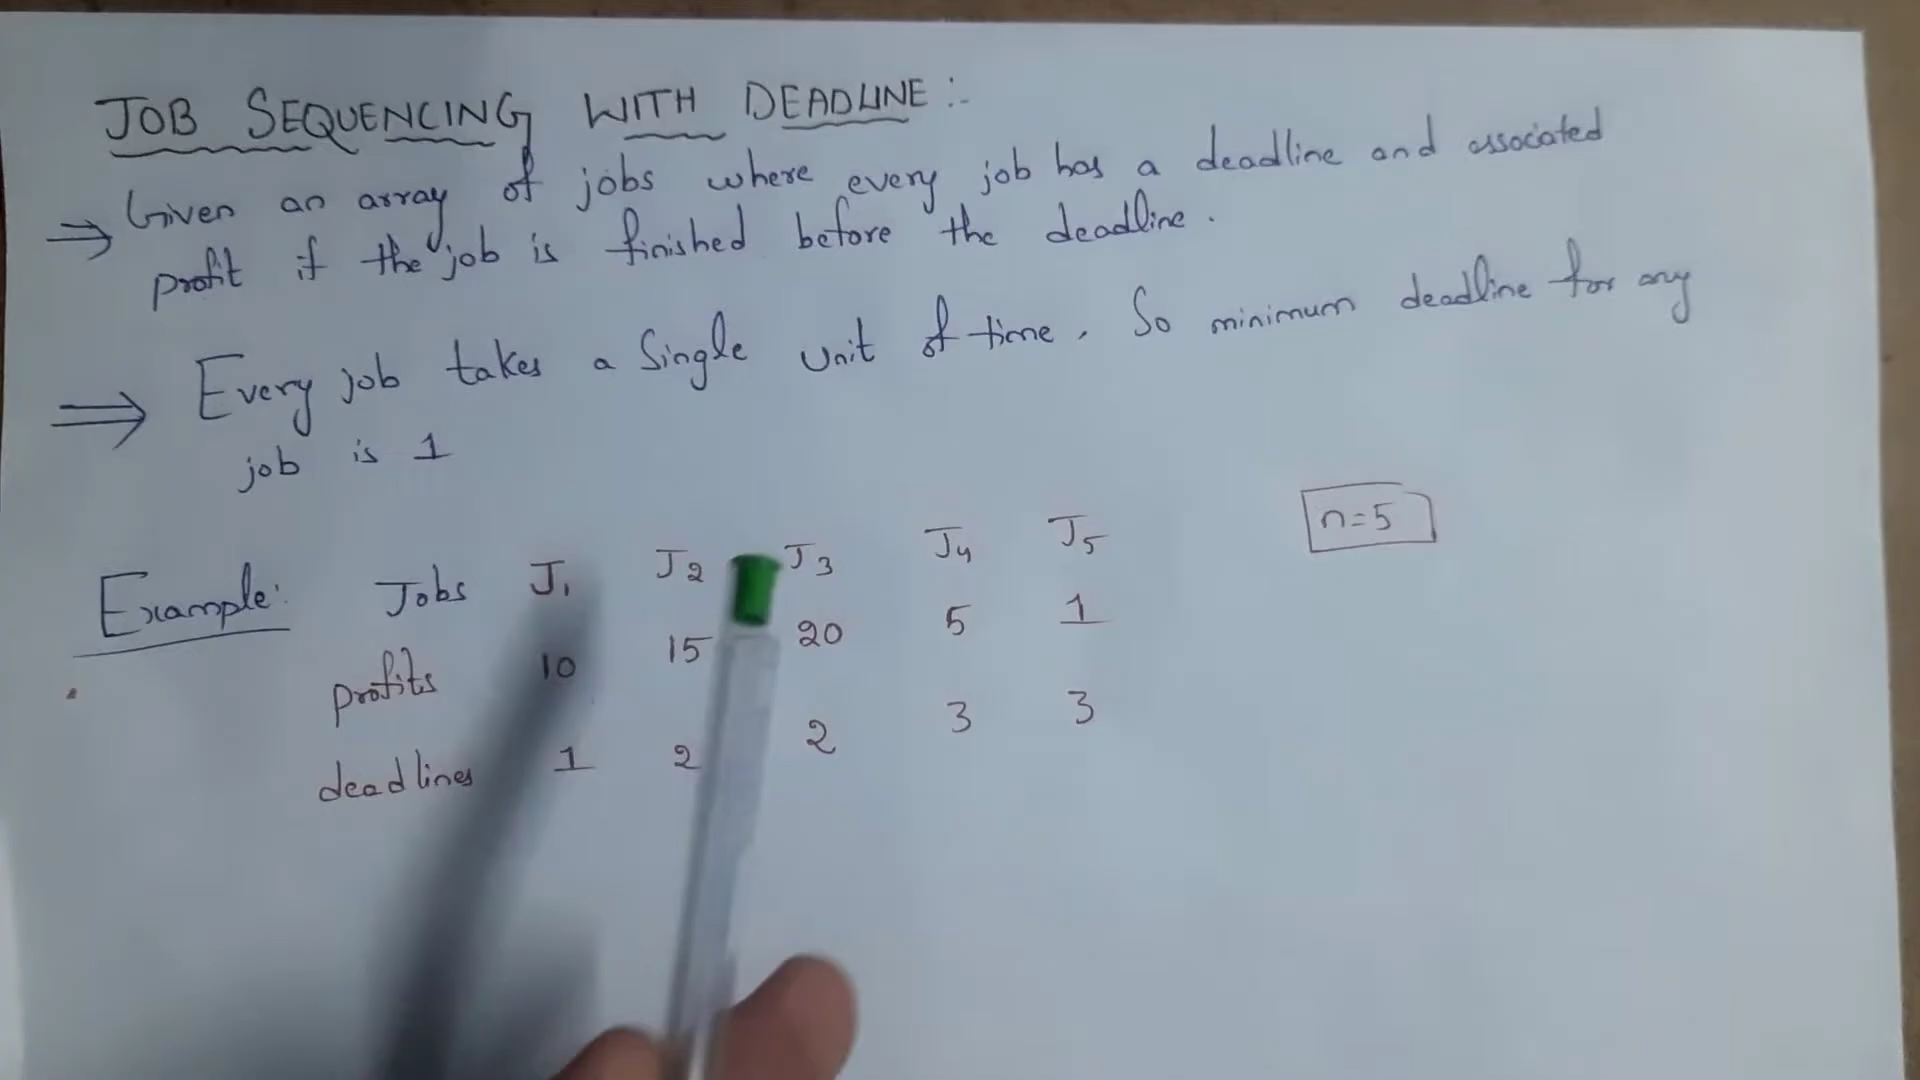 JOB SEQUENCING WITH DEADLINE :-
⇒ Given an array of jobs where every job has a deadline and associated
profit if the job is finished before the deadline.
⇒ Every job takes a Single Unit of time. So minimum deadline for any
job is 1
n=5
Example: Jobs J1 J2 J3 J4 J5
profits 10 15 20 5 1
deadlines 1 2 2 3 3